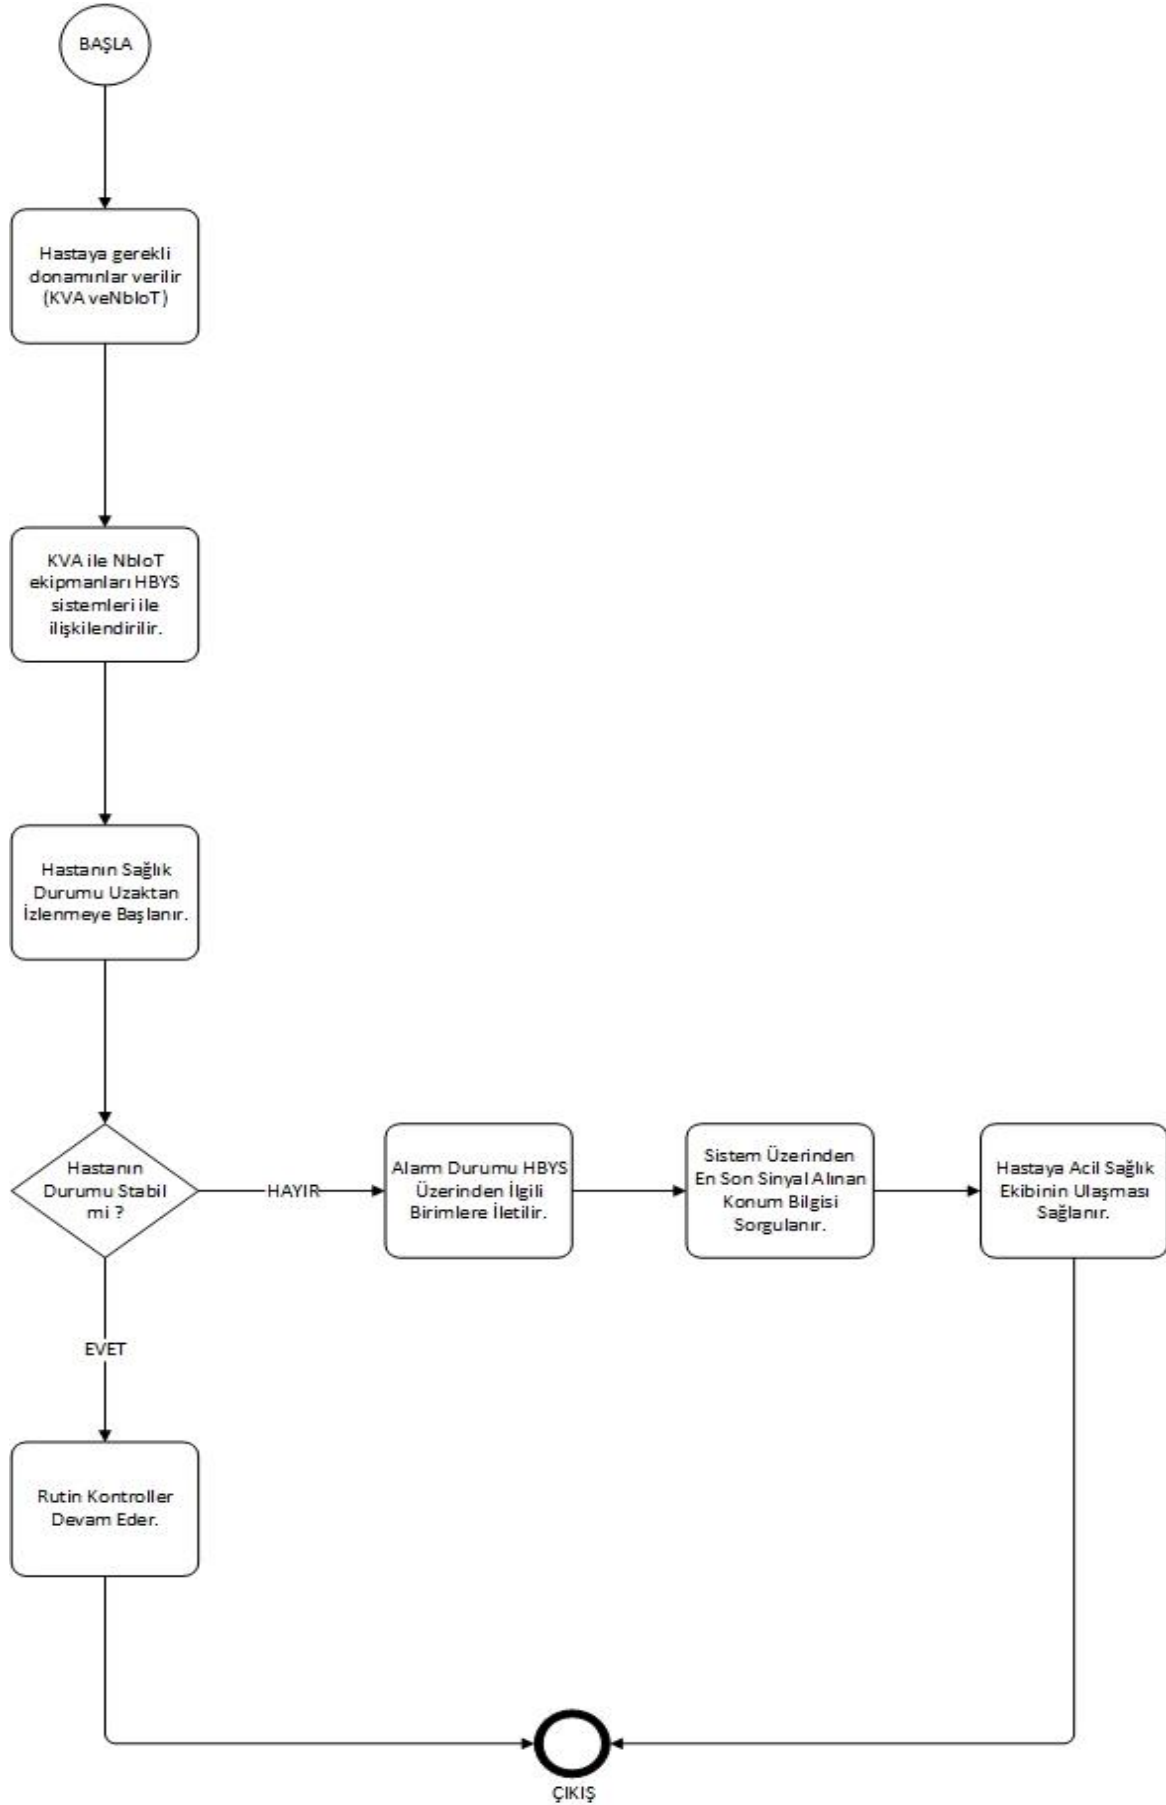 BAŞLA
Hastaya gerekli
donamınlar verilir
(KVA veNbIoT)
KVA ile NbIoT
ekipmanları HBYS
sistemleri ile
ilişkilendirilir.
Hastanın Sağlık
Durumu Uzaktan
İzlenmeye Başlanır.
Hastanın
Durumu Stabil
mi ?
HAYIR
Alarm Durumu HBYS
Üzerinden İlgili
Birimlere İletilir.
Sistem Üzerinden
En Son Sinyal Alınan
Konum Bilgisi
Sorgulanır.
Hastaya Acil Sağlık
Ekibinin Ulaşması
Sağlanır.
EVET
Rutin Kontroller
Devam Eder.
ÇIKIŞ